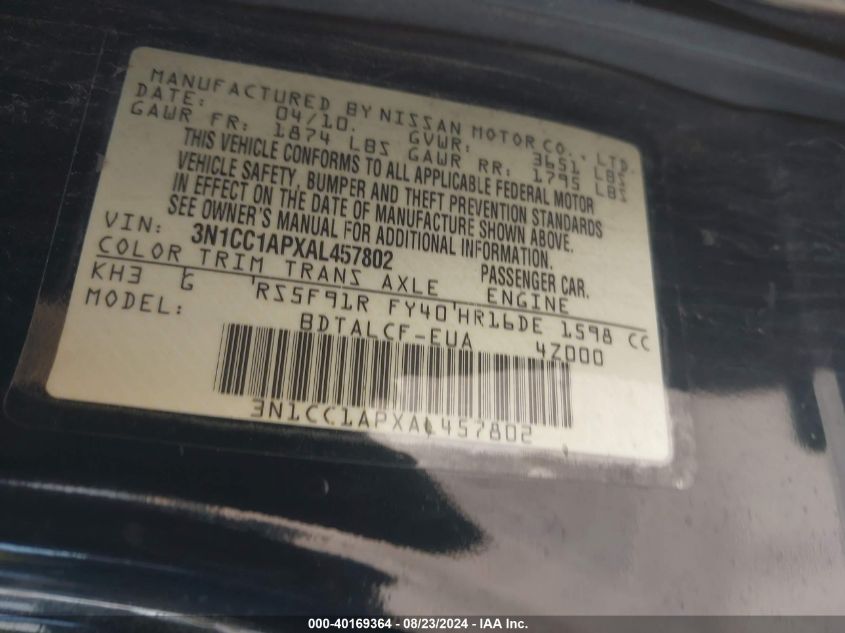 MANUFACTURED BY NISSAN MOTOR CO., LTD.
DATE: 04/10. GVWR: 3651 LBS
GAWR FR: 1874 LBS GAWR RR: 1795 LBS
THIS VEHICLE CONFORMS TO ALL APPLICABLE FEDERAL MOTOR
VEHICLE SAFETY, BUMPER AND THEFT PREVENTION STANDARDS
IN EFFECT ON THE DATE OF MANUFACTURE SHOWN ABOVE.
SEE OWNER'S MANUAL FOR ADDITIONAL INFORMATION.
VIN: 3N1CC1APXAL457802 PASSENGER CAR.
COLOR TRIM TRANS AXLE ENGINE
KH3 G RS5F91R FY40 HR16DE 1598 CC
MODEL: BDTALCF-EUA 4Z000
3N1CC1APXAL457802
000-40169364 - 08/23/2024 - IAA Inc.